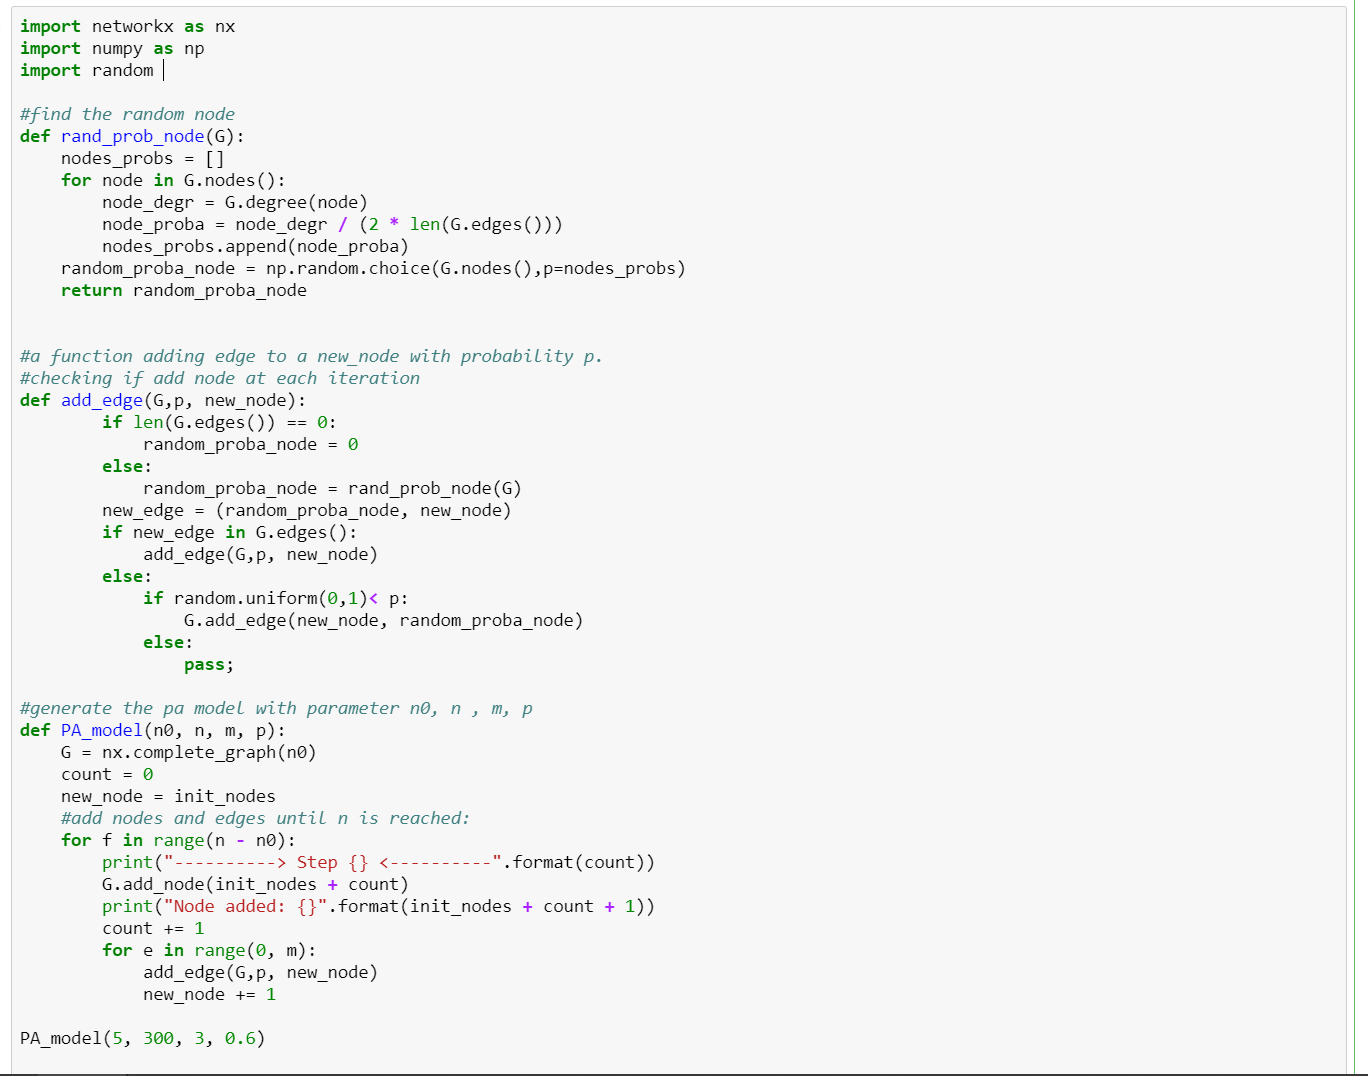 import networkx as nx
import numpy as np
import random
#find the random node
def rand_prob_node(G):
    nodes_probs = []
    for node in G.nodes():
        node_degr = G.degree(node)
        node_proba = node_degr / (2 * len(G.edges()))
        nodes_probs.append(node_proba)
    random_proba_node = np.random.choice(G.nodes(),p=nodes_probs)
    return random_proba_node
#a function adding edge to a new_node with probability p.
#checking if add node at each iteration
def add_edge(G,p, new_node):
        if len(G.edges()) == 0:
            random_proba_node = 0
        else:
            random_proba_node = rand_prob_node(G)
        new_edge = (random_proba_node, new_node)
        if new_edge in G.edges():
            add_edge(G,p, new_node)
        else:
            if random.uniform(0,1)< p:
                G.add_edge(new_node, random_proba_node)
            else:
                pass;
#generate the pa model with parameter n0, n , m, p
def PA_model(n0, n, m, p):
    G = nx.complete_graph(n0)
    count = 0
    new_node = init_nodes
    #add nodes and edges until n is reached:
    for f in range(n - n0):
        print("----------> Step {} <----------".format(count))
        G.add_node(init_nodes + count)
        print("Node added: {}".format(init_nodes + count + 1))
        count += 1
        for e in range(0, m):
            add_edge(G,p, new_node)
            new_node += 1
PA_model(5, 300, 3, 0.6)